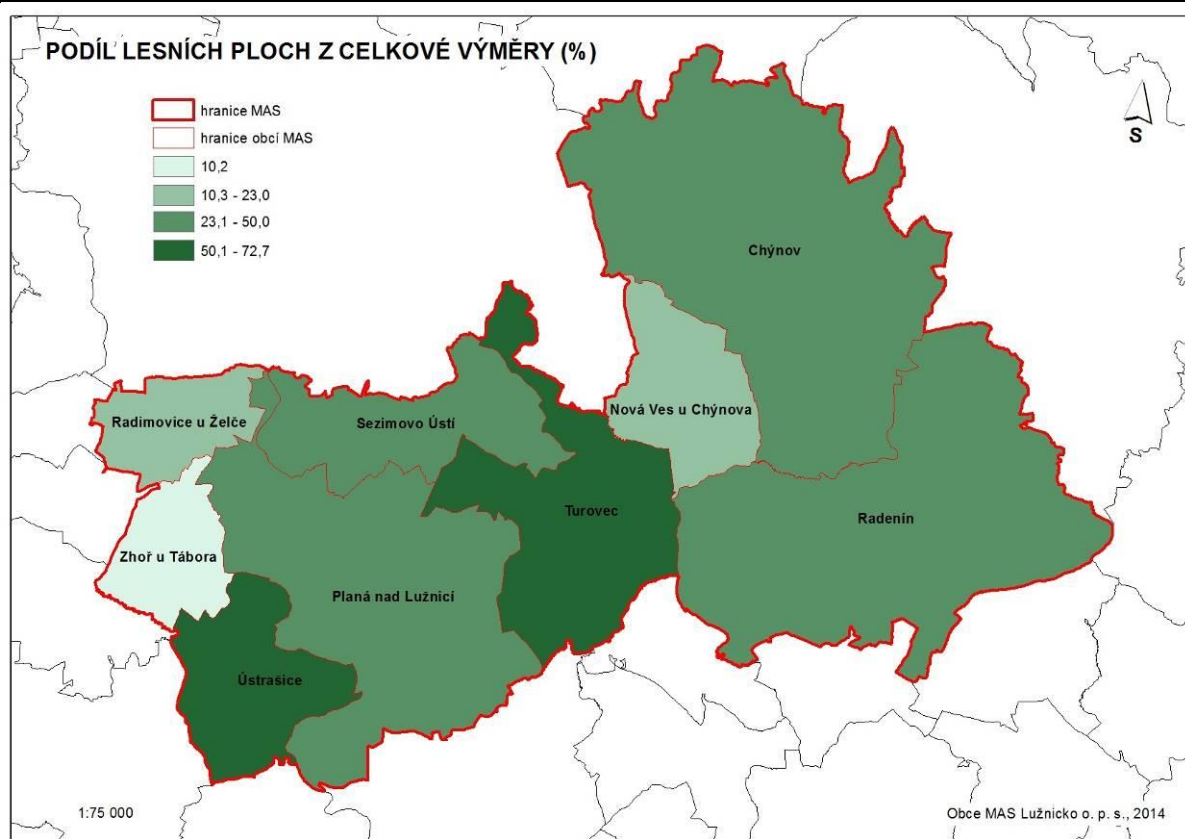 PODÍL LESNÍCH PLOCH Z CELKOVÉ VÝMĚRY (%)
hranice MAS
hranice obcí MAS
10,2
10,3 - 23,0
23,1 - 50,0
50,1 - 72,7
S
Chýnov
Radimovice u Želče
Sezimovo Ústí
Nová Ves u Chýnova
Turovec
Radenín
Zhoř u Tábora
Planá nad Lužnicí
Ústrašice
1:75 000
Obce MAS Lužnicko o. p. s., 2014